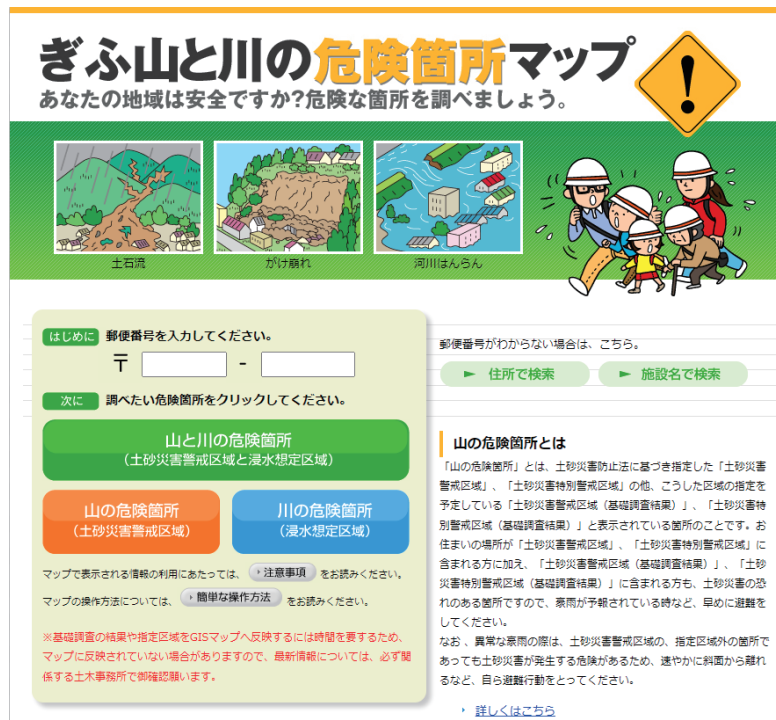 ぎふ山と川の危険箇所マップ
あなたの地域は安全ですか?危険な箇所を調べましょう。
!
土石流
がけ崩れ
河川はんらん
はじめに 郵便番号を入力してください。
〒 -
次に 調べたい危険箇所をクリックしてください。
山と川の危険箇所
(土砂災害警戒区域と浸水想定区域)
山の危険箇所
(土砂災害警戒区域)
川の危険箇所
(浸水想定区域)
マップで表示される情報の利用にあたっては、 注意事項 をお読みください。
マップの操作方法については、 簡単な操作方法 をお読みください。
※基礎調査の結果や指定区域をGISマップへ反映するには時間を要するため、
マップに反映されていない場合がありますので、最新情報については、必ず関
係する土木事務所で御確認願います。
郵便番号がわからない場合は、こちら。
► 住所で検索
► 施設名で検索
山の危険箇所とは
「山の危険箇所」とは、土砂災害防止法に基づき指定した「土砂災害
警戒区域」、「土砂災害特別警戒区域」の他、こうした区域の指定を
予定している「土砂災害警戒区域（基礎調査結果）」、「土砂災害特
別警戒区域（基礎調査結果）」と表示されている箇所のことです。お
住まいの場所が「土砂災害警戒区域」、「土砂災害特別警戒区域」に
含まれる方に加え、「土砂災害警戒区域（基礎調査結果）」、「土砂
災害特別警戒区域（基礎調査結果）」に含まれる方も、土砂災害の恐
れのある箇所ですので、豪雨が予報されている時など、早めに避難を
してください。
なお 、異常な豪雨の際は、土砂災害警戒区域の、指定区域外の箇所で
あっても土砂災害が発生する危険があるため、速やかに斜面から離れ
るなど、自ら避難行動をとってください。
詳しくはこちら